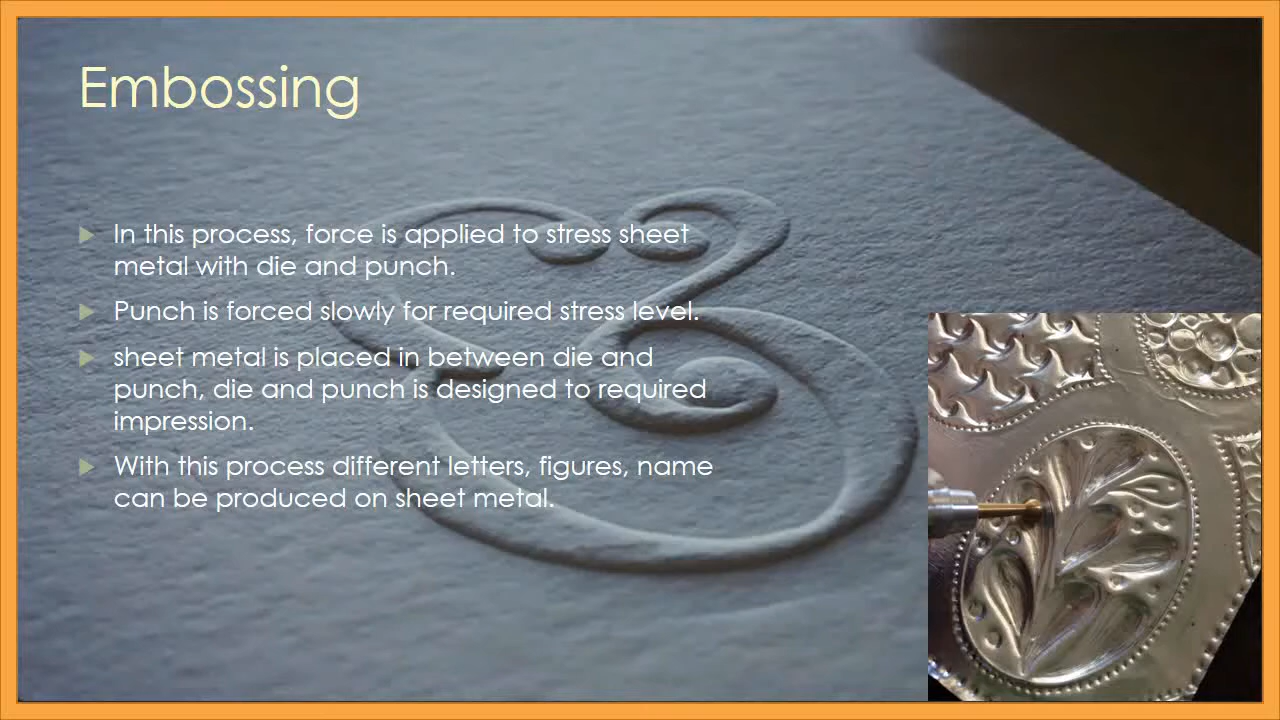 Embossing
In this process, force is applied to stress sheet
metal with die and punch.
Punch is forced slowly for required stress level.
sheet metal is placed in between die and
punch, die and punch is designed to required
impression.
With this process different letters, figures, name
can be produced on sheet metal.